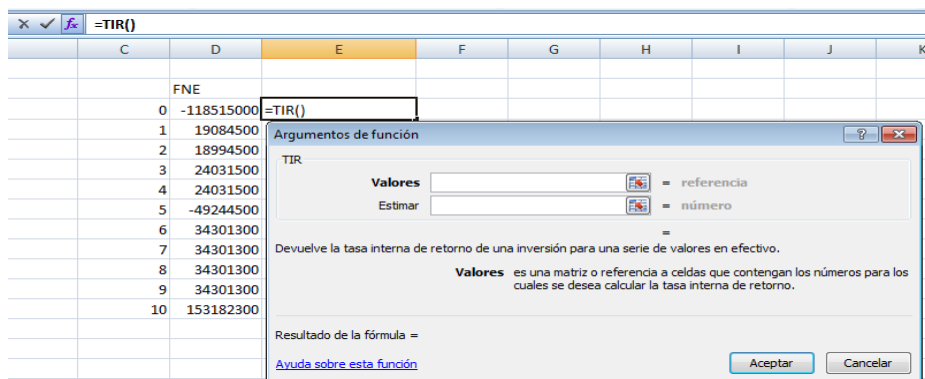 fx =TIR()
C D E F G H I J K
FNE
0 -118515000 =TIR()
1 19084500
2 18994500
3 24031500
4 24031500
5 -49244500
6 34301300
7 34301300
8 34301300
9 34301300
10 153182300
Argumentos de función
TIR
Valores = referencia
Estimar = número
=
Devuelve la tasa interna de retorno de una inversión para una serie de valores en efectivo.
Valores es una matriz o referencia a celdas que contengan los números para los
cuales se desea calcular la tasa interna de retorno.
Resultado de la fórmula =
Ayuda sobre esta función
Aceptar Cancelar